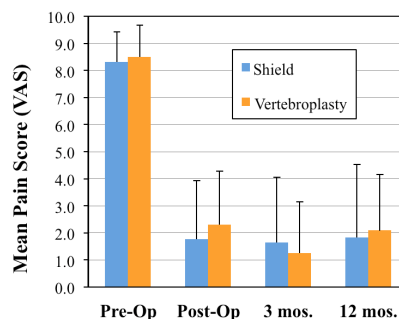 Mean Pain Score (VAS)
10.0
9.0
8.0
7.0
6.0
5.0
4.0
3.0
2.0
1.0
0.0
Shield
Vertebroplasty
Pre-Op Post-Op 3 mos. 12 mos.